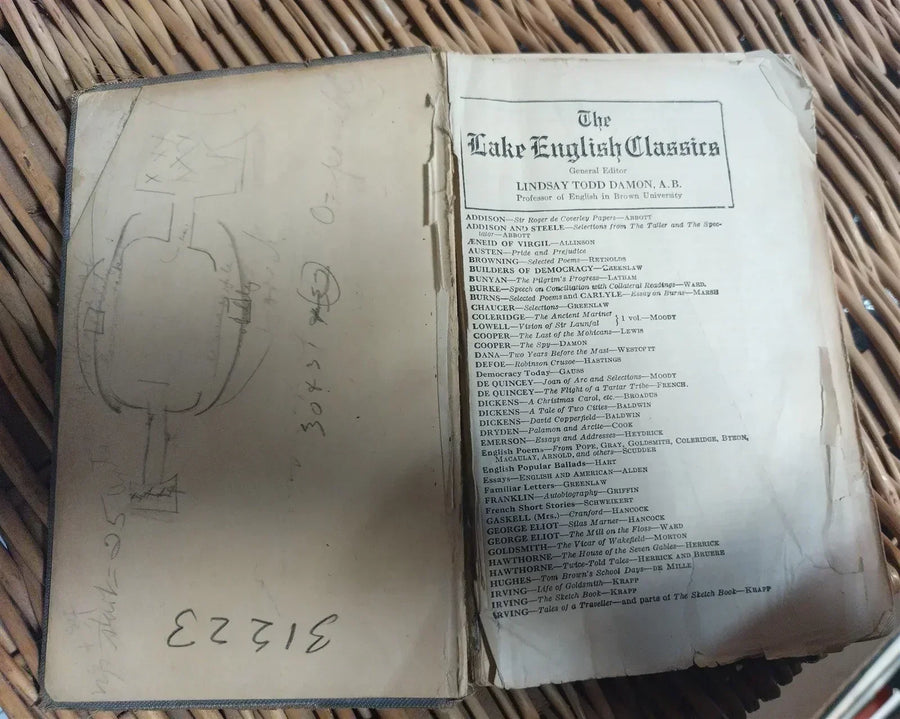 31223
The
Lake English Classics
General Editor
LINDSAY TODD DAMON, A.B.
Professor of English in Brown University
ADDISON—Sir Roger de Coverley Papers—ABBOTT
ADDISON AND STEELE—Selections from The Tatler and The Spec-
tator—ABBOTT
ÆNEID OF VIRGIL—ALLINSON
AUSTEN—Pride and Prejudice
BROWNING—Selected Poems—REYNOLDS
BUILDERS OF DEMOCRACY—GREENLAW
BUNYAN—The Pilgrim's Progress—LATHAM
BURKE—Speech on Conciliation with Collateral Readings—WARD.
BURNS—Selected Poems and CARLYLE—Essay on Burns—MARSH
CHAUCER—Selections—GREENLAW
COLERIDGE—The Ancient Mariner } 1 vol.—MOODY
LOWELL—Vision of Sir Launfal
COOPER—The Last of the Mohicans—LEWIS
COOPER—The Spy—DAMON
DANA—Two Years Before the Mast—WESTCOTT
DEFOE—Robinson Crusoe—HASTINGS
Democracy Today—GAUSS
DE QUINCEY—Joan of Arc and Selections—MOODY
DE QUINCEY—The Flight of a Tartar Tribe—FRENCH.
DICKENS—A Christmas Carol, etc.—BROADUS
DICKENS—A Tale of Two Cities—BALDWIN
DICKENS—David Copperfield—BALDWIN
DRYDEN—Palamon and Arcite—COOK
EMERSON—Essays and Addresses—HEYDRICK
English Poems—From POPE, GRAY, GOLDSMITH, COLERIDGE, BYRON,
MACAULAY, ARNOLD, and others—SCUDDER
English Popular Ballads—HART
Essays—ENGLISH AND AMERICAN—ALDEN
Familiar Letters—GREENLAW
FRANKLIN—Autobiography—GRIFFIN
French Short Stories—SCHWEIKERT
GASKELL (Mrs.)—Cranford—HANCOCK
GEORGE ELIOT—Silas Marner—HANCOCK
GEORGE ELIOT—The Mill on the Floss—WARD
GOLDSMITH—The Vicar of Wakefield—MORTON
HAWTHORNE—The House of the Seven Gables—HERRICK
HAWTHORNE—Twice-Told Tales—HERRICK AND BRUERE
HUGHES—Tom Brown's School Days—DE MILLE
IRVING—Life of Goldsmith—KRAPP
IRVING—The Sketch Book—KRAPP
IRVING—Tales of a Traveller—and parts of The Sketch Book—KRAPP